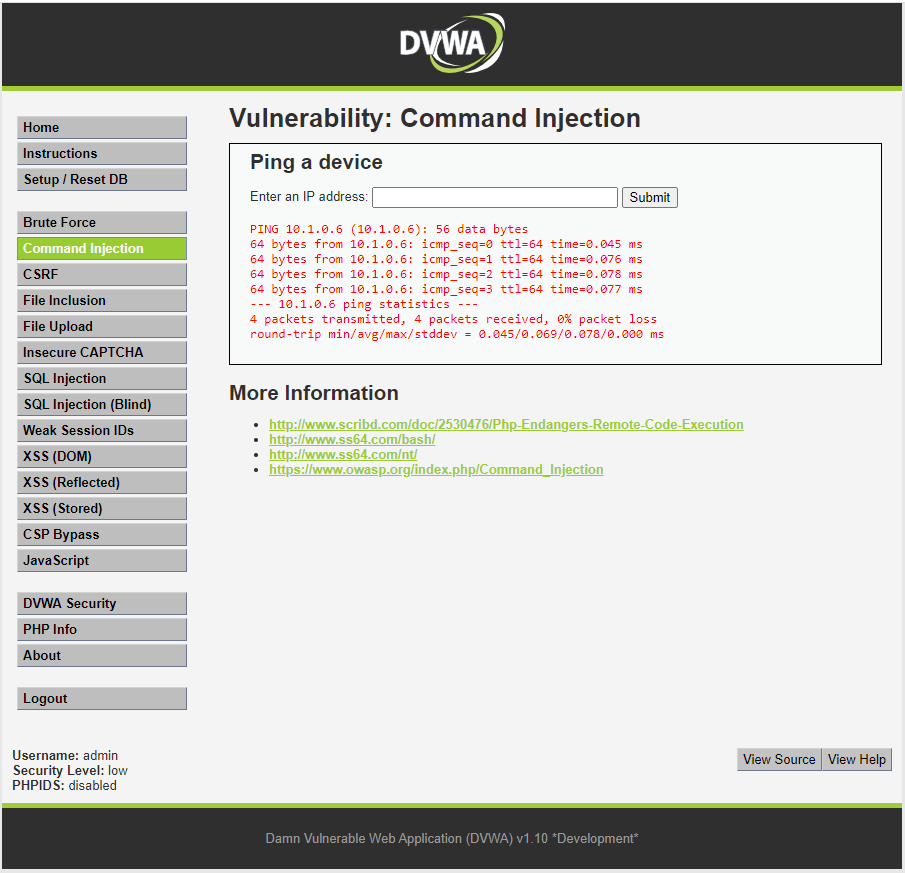 DVWA
Home
Instructions
Setup / Reset DB
Brute Force
Command Injection
CSRF
File Inclusion
File Upload
Insecure CAPTCHA
SQL Injection
SQL Injection (Blind)
Weak Session IDs
XSS (DOM)
XSS (Reflected)
XSS (Stored)
CSP Bypass
JavaScript
DVWA Security
PHP Info
About
Logout
Vulnerability: Command Injection
Ping a device
Enter an IP address: Submit
PING 10.1.0.6 (10.1.0.6): 56 data bytes
64 bytes from 10.1.0.6: icmp_seq=0 ttl=64 time=0.045 ms
64 bytes from 10.1.0.6: icmp_seq=1 ttl=64 time=0.076 ms
64 bytes from 10.1.0.6: icmp_seq=2 ttl=64 time=0.078 ms
64 bytes from 10.1.0.6: icmp_seq=3 ttl=64 time=0.077 ms
--- 10.1.0.6 ping statistics ---
4 packets transmitted, 4 packets received, 0% packet loss
round-trip min/avg/max/stddev = 0.045/0.069/0.078/0.000 ms
More Information
http://www.scribd.com/doc/2530476/Php-Endangers-Remote-Code-Execution
http://www.ss64.com/bash/
http://www.ss64.com/nt/
https://www.owasp.org/index.php/Command_Injection
Username: admin
Security Level: low
PHPIDS: disabled
View Source View Help
Damn Vulnerable Web Application (DVWA) v1.10 *Development*